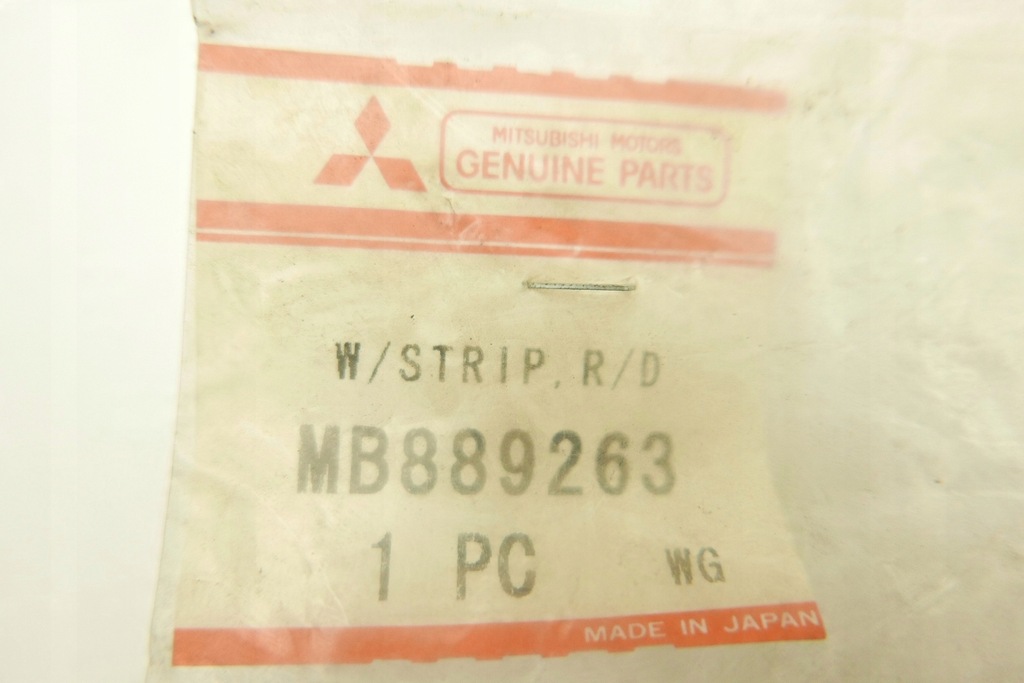 MITSUBISHI MOTORS
GENUINE PARTS
W/STRIP, R/D
MB889263
1 PC WG
MADE IN JAPAN